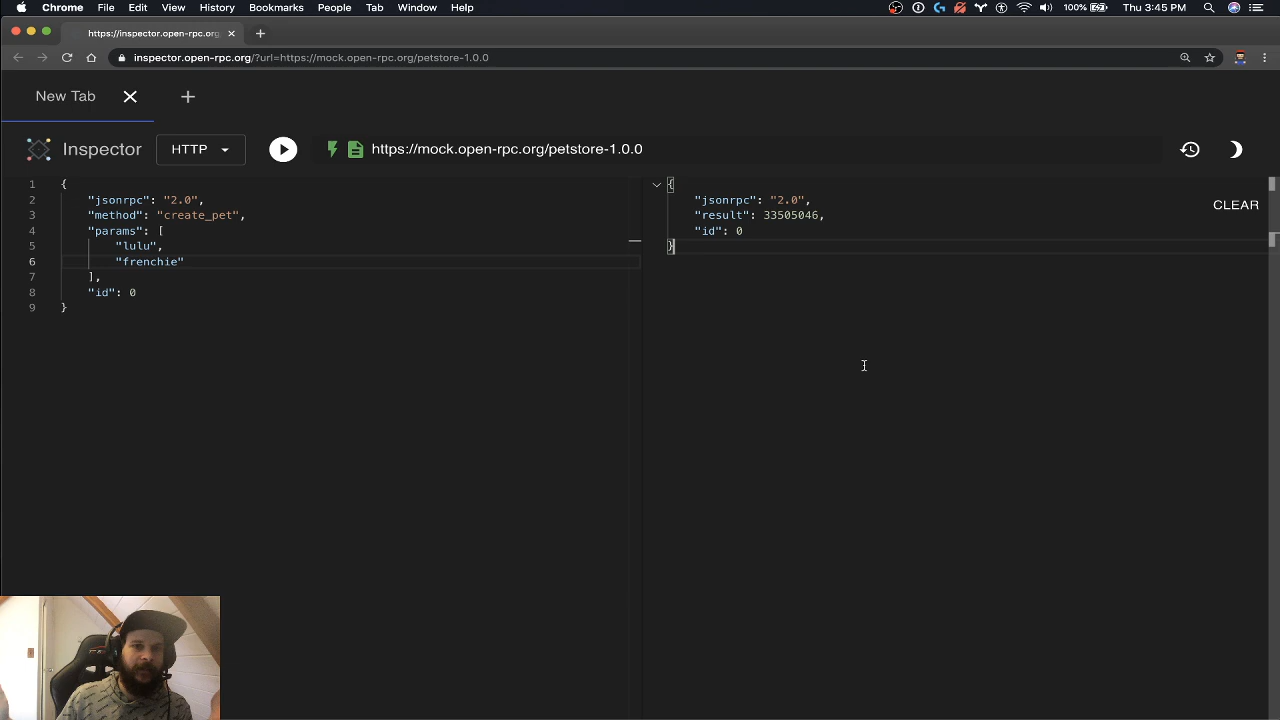 Chrome File Edit View History Bookmarks People Tab Window Help 100% Thu 3:45 PM
https://inspector.open-rpc.org
inspector.open-rpc.org/?url=https://mock.open-rpc.org/petstore-1.0.0
New Tab
Inspector HTTP https://mock.open-rpc.org/petstore-1.0.0
1 {
2 "jsonrpc": "2.0",
3 "method": "create_pet",
4 "params": [
5 "lulu",
6 "frenchie"
7 ],
8 "id": 0
9 }
{
"jsonrpc": "2.0",
"result": 33505046,
"id": 0
}
CLEAR